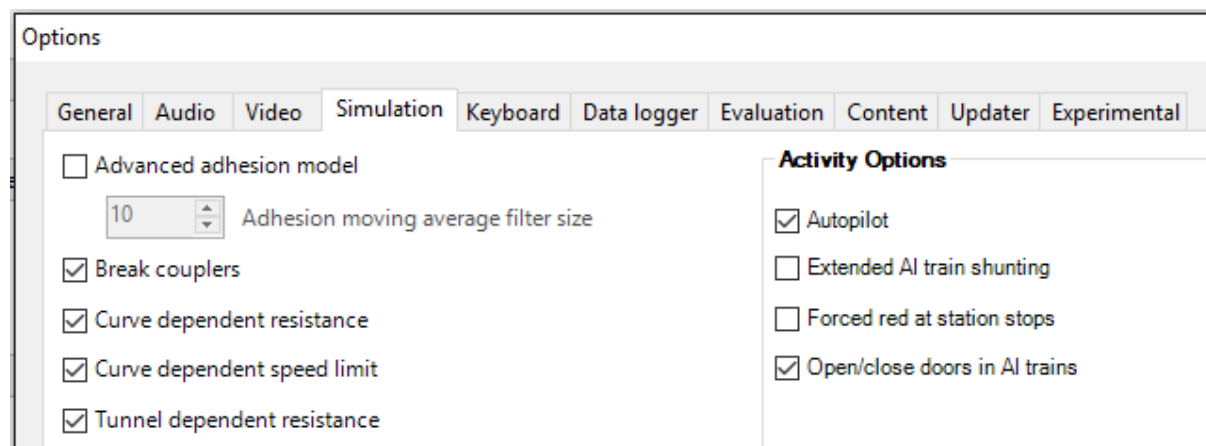 Options
General Audio Video Simulation Keyboard Data logger Evaluation Content Updater Experimental
Advanced adhesion model
10 Adhesion moving average filter size
Break couplers
Curve dependent resistance
Curve dependent speed limit
Tunnel dependent resistance
Activity Options
Autopilot
Extended AI train shunting
Forced red at station stops
Open/close doors in AI trains